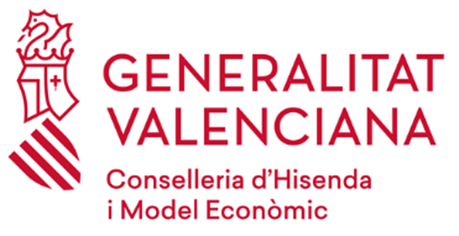 GENERALITAT
VALENCIANA
Conselleria d'Hisenda
i Model Econòmic